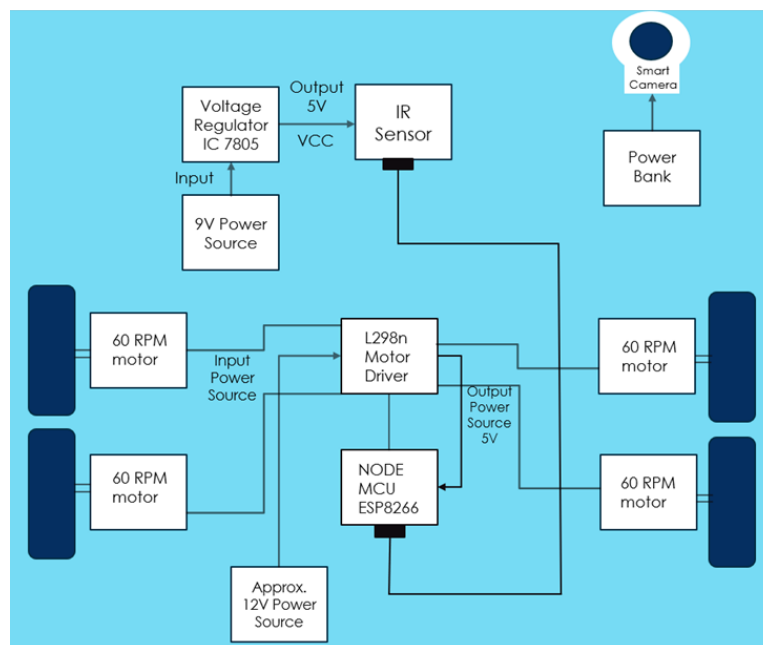 Smart
Camera
Voltage
Regulator
IC 7805
Output
5V
VCC
IR
Sensor
Power
Bank
Input
9V Power
Source
60 RPM
motor
Input
Power
Source
L298n
Motor
Driver
60 RPM
motor
Output
Power
Source
5V
60 RPM
motor
NODE
MCU
ESP8266
60 RPM
motor
Approx.
12V Power
Source